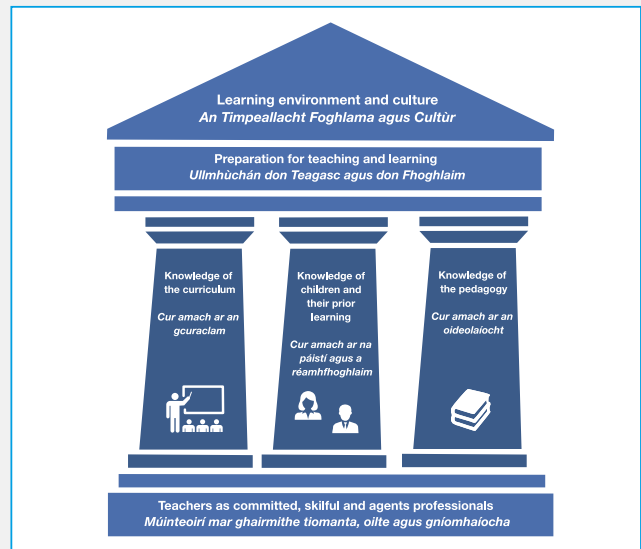 Learning environment and culture
An Timpeallacht Foghlama agus Cultùr
Preparation for teaching and learning
Ullmhùchán don Teagasc agus don Fhoghlaim
Knowledge of
the curriculum
Cur amach ar an
gcuraclam
Knowledge of
children and
their prior
learning
Cur amach ar na
páistí agus a
réamhfhoghlaim
Knowledge of
the pedagogy
Cur amach ar an
oideolaíocht
Teachers as committed, skilful and agents professionals
Múinteoirí mar ghairmithe tiomanta, oilte agus gníomhaíocha